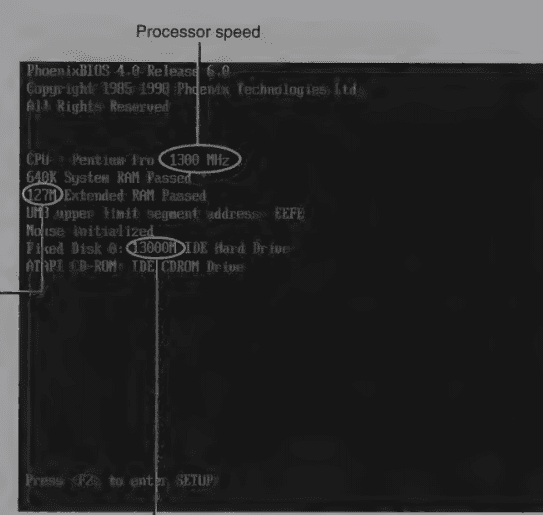 Processor speed
PhoenixBIOS 4.0 Release 6.0
Copyright 1985-1998 Phoenix Technologies Ltd.
All Rights Reserved
CPU = Pentium Pro 1300 MHz
640K System RAM Passed
127M Extended RAM Passed
UMB upper limit segment address: EEFE
Mouse initialized
Fixed Disk 0: 13000M IDE Hard Drive
ATAPI CD-ROM: IDE CDROM Drive
Press <F2> to enter SETUP